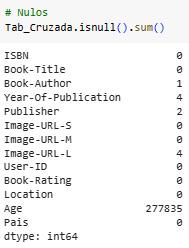 # Nulos
Tab_Cruzada.isnull().sum()
ISBN 0
Book-Title 0
Book-Author 1
Year-Of-Publication 4
Publisher 2
Image-URL-S 0
Image-URL-M 0
Image-URL-L 4
User-ID 0
Book-Rating 0
Location 0
Age 277835
Pais 0
dtype: int64